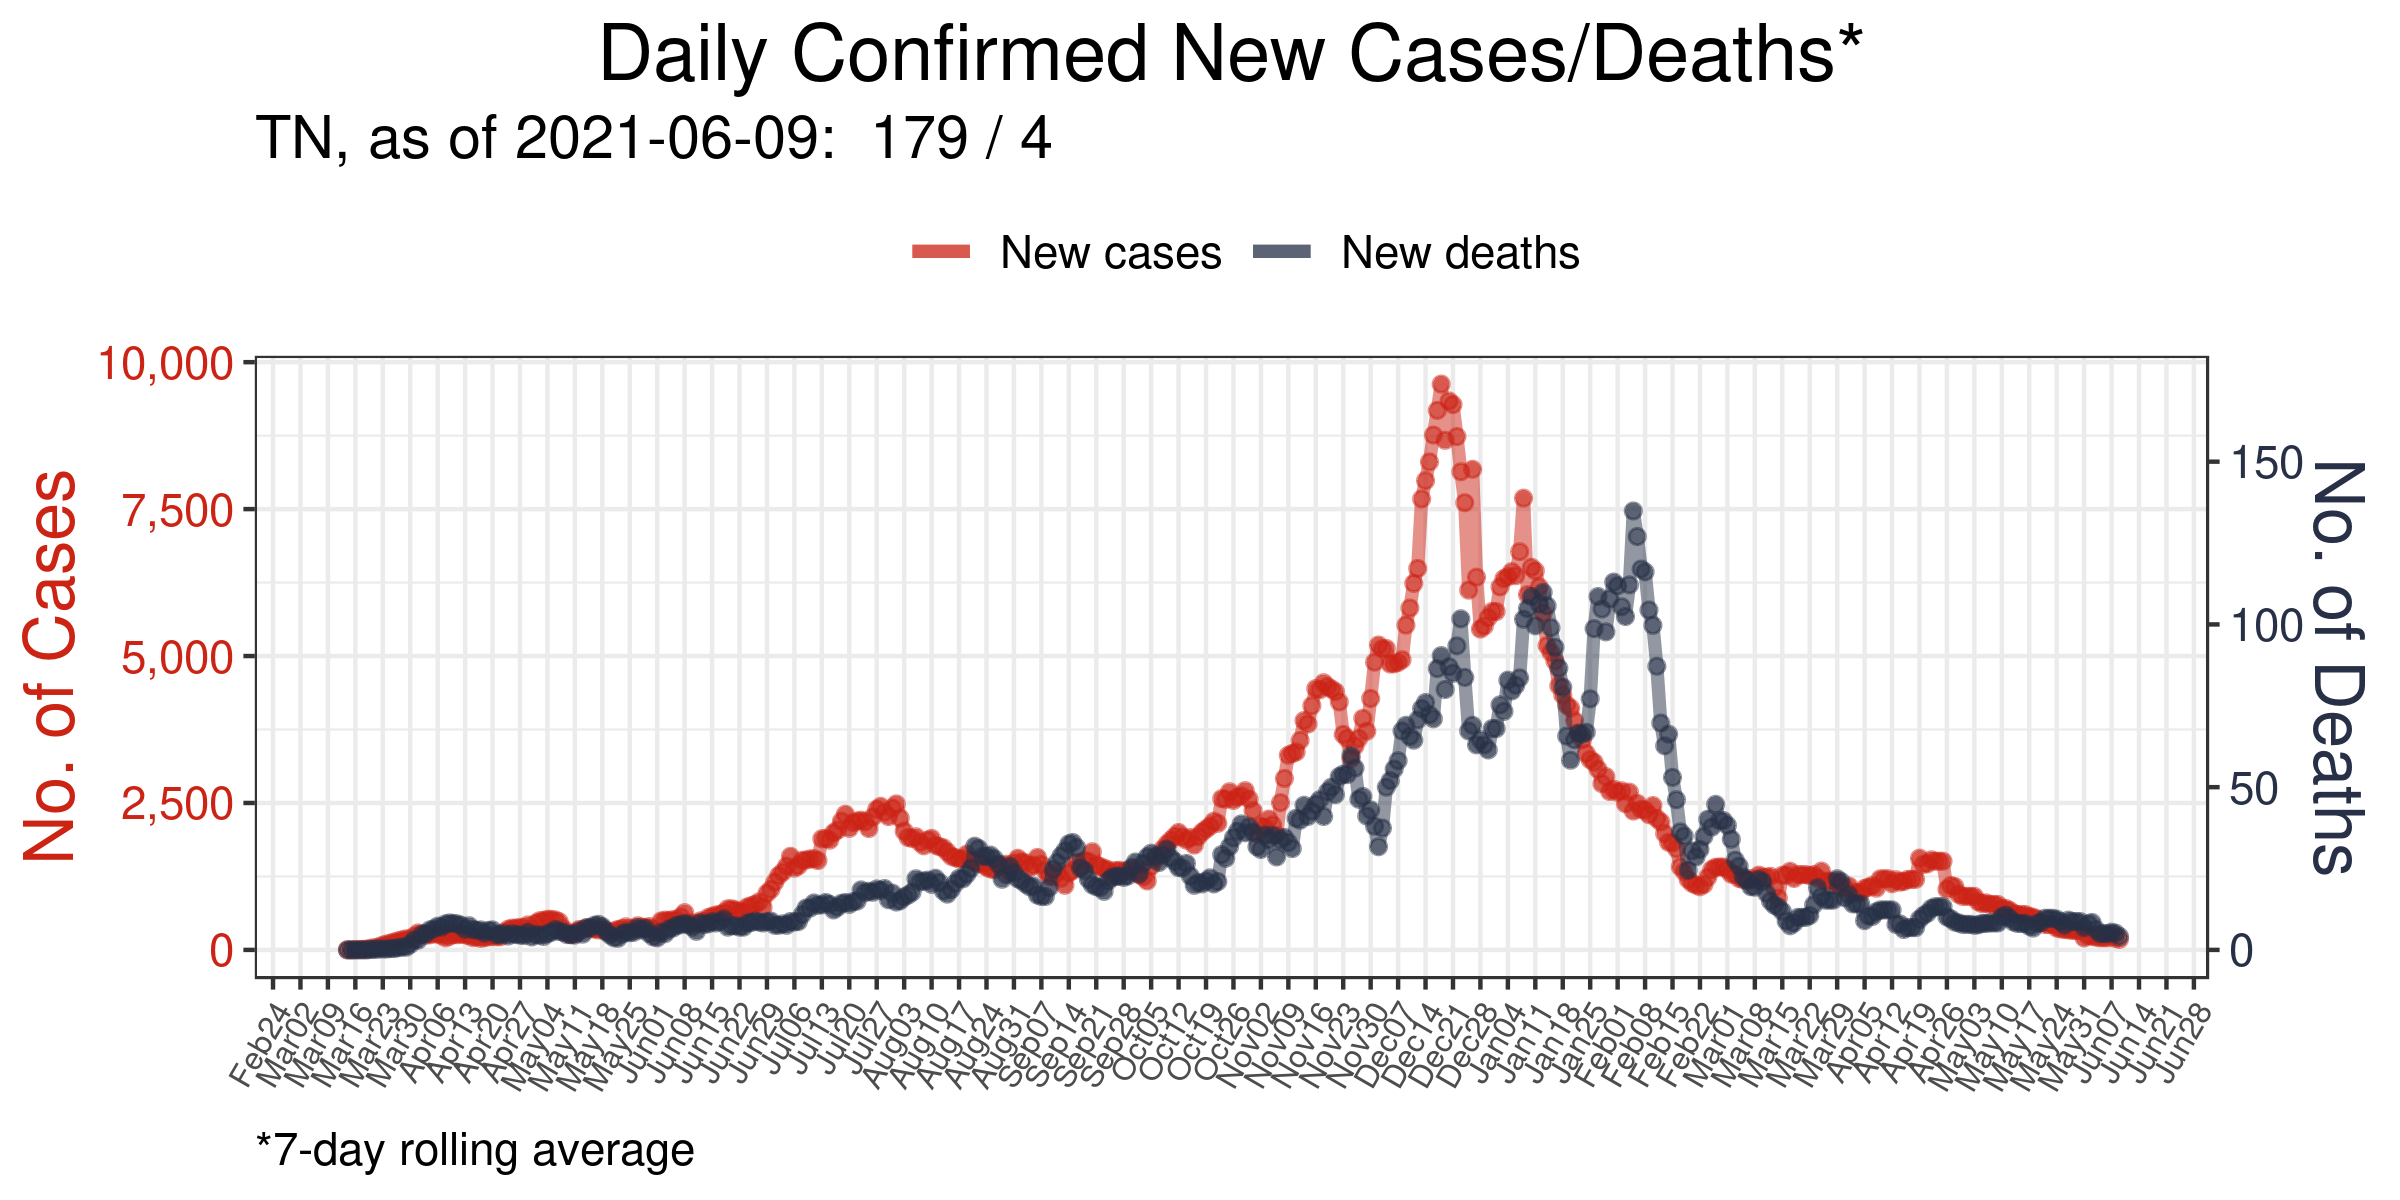 Daily Confirmed New Cases/Deaths*
TN, as of 2021-06-09:  179 / 4
New cases
New deaths
No. of Cases
10,000
7,500
5,000
2,500
0
150
100
50
0
No. of Deaths
Feb24
Mar02
Mar09
Mar16
Mar23
Mar30
Apr06
Apr13
Apr20
Apr27
May04
May11
May18
May25
Jun01
Jun08
Jun15
Jun22
Jun29
Jul06
Jul13
Jul20
Jul27
Aug03
Aug10
Aug17
Aug24
Aug31
Sep07
Sep14
Sep21
Sep28
Oct05
Oct12
Oct19
Oct26
Nov02
Nov09
Nov16
Nov23
Nov30
Dec07
Dec14
Dec21
Dec28
Jan04
Jan11
Jan18
Jan25
Feb01
Feb08
Feb15
Feb22
Mar01
Mar08
Mar15
Mar22
Mar29
Apr05
Apr12
Apr19
Apr26
May03
May10
May17
May24
May31
Jun07
Jun14
Jun21
Jun28
*7-day rolling average